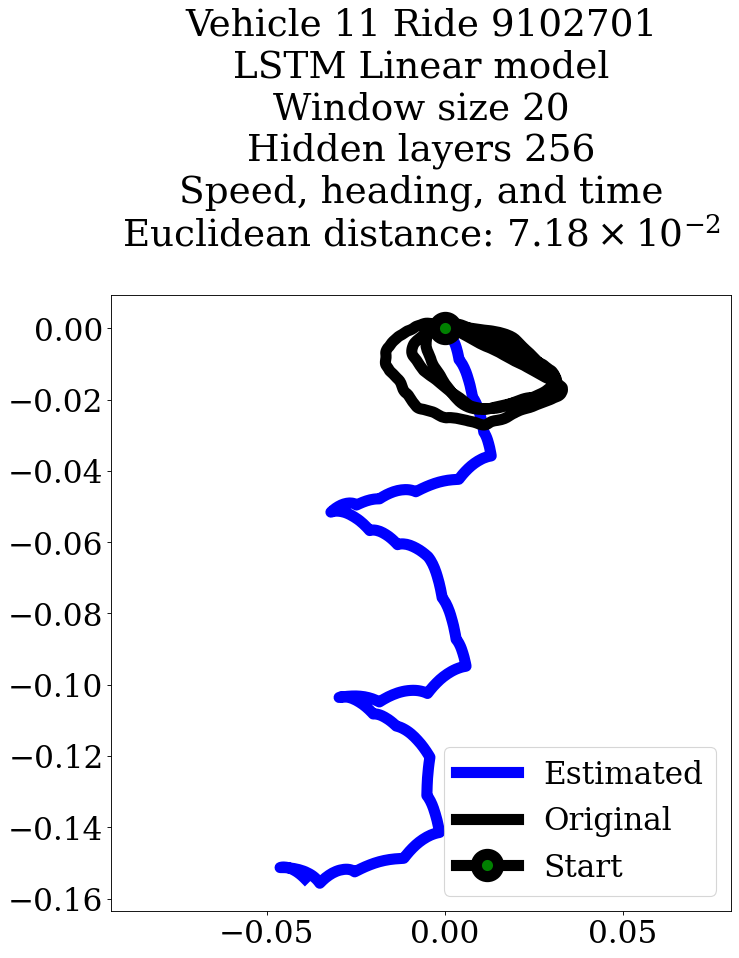 Vehicle 11 Ride 9102701
LSTM Linear model
Window size 20
Hidden layers 256
Speed, heading, and time
Euclidean distance: 7.18 × 10⁻²
0.00
−0.02
−0.04
−0.06
−0.08
−0.10
−0.12
−0.14
−0.16
Estimated
Original
Start
−0.05
0.00
0.05